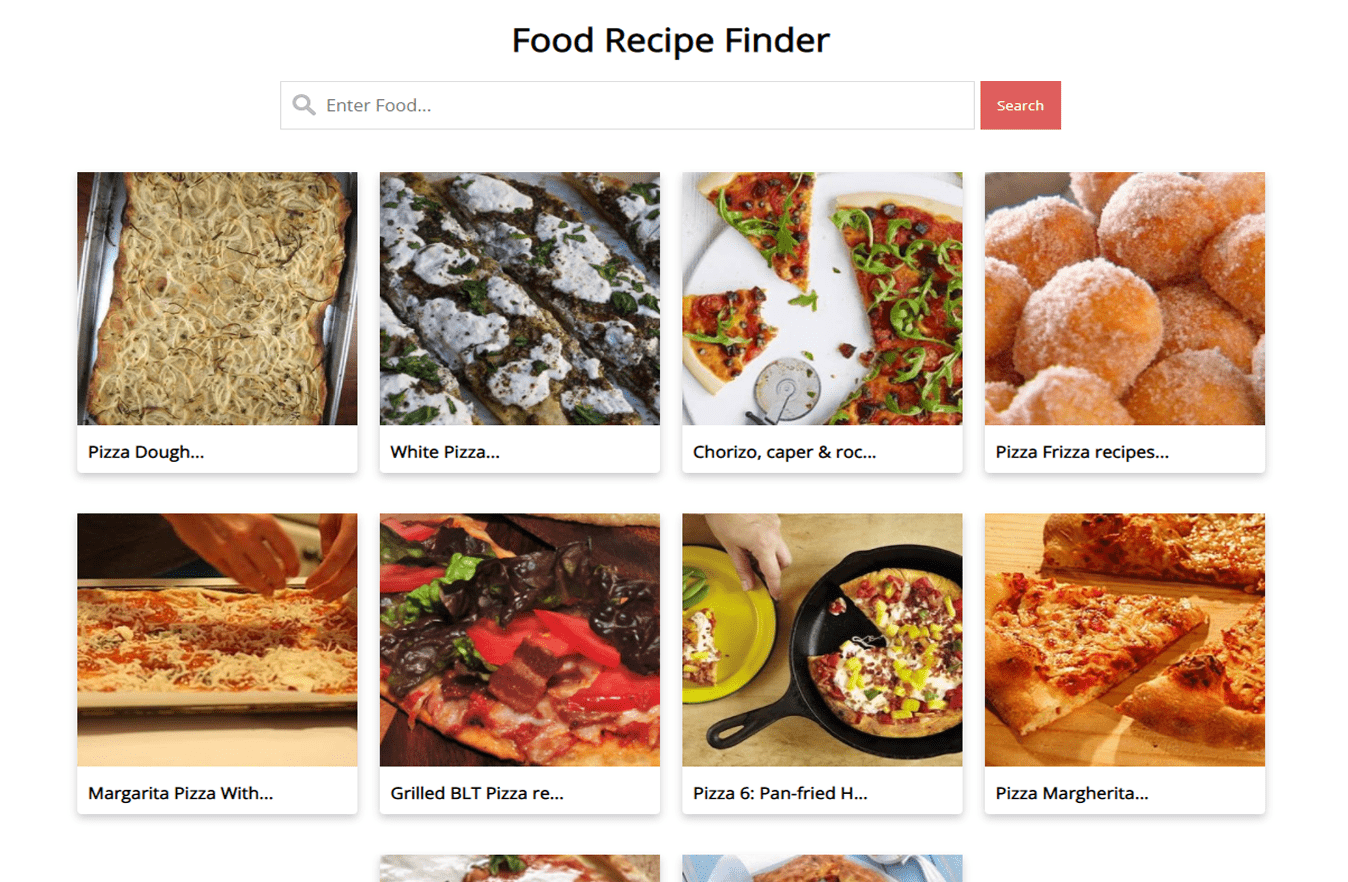 Food Recipe Finder
Enter Food...
Search
Pizza Dough...
White Pizza...
Chorizo, caper & roc...
Pizza Frizza recipes...
Margarita Pizza With...
Grilled BLT Pizza re...
Pizza 6: Pan-fried H...
Pizza Margherita...